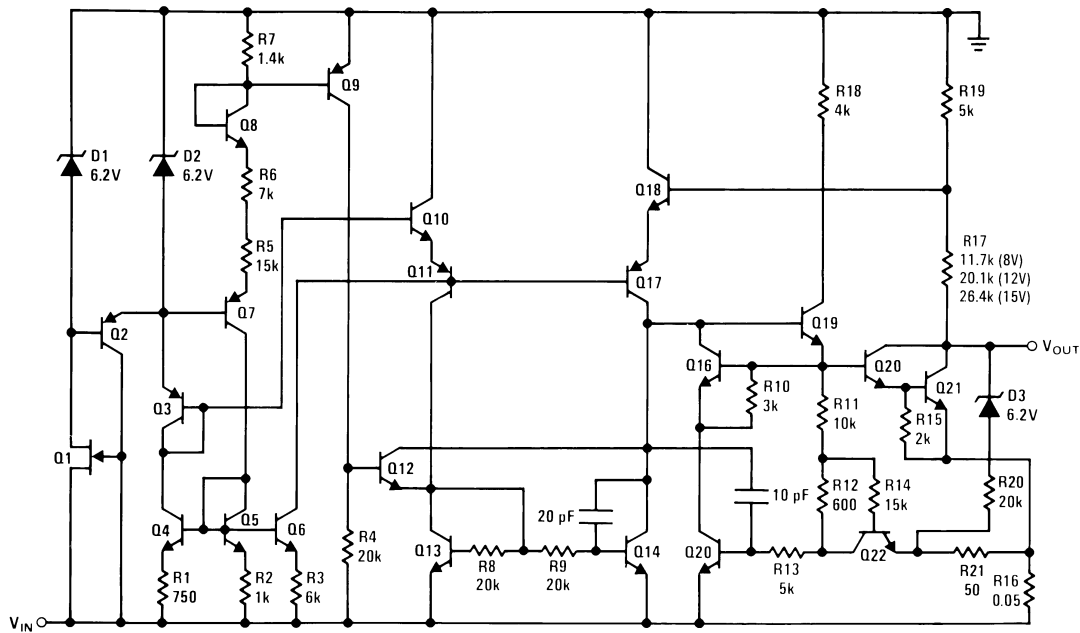 R7
1.4k
Q9
Q8
R18
4k
R19
5k
D1
6.2V
D2
6.2V
R6
7k
Q18
Q10
R5
15k
R17
11.7k (8V)
20.1k (12V)
26.4k (15V)
Q11
Q17
Q2
Q7
Q19
VOUT
Q16
Q20
Q21
D3
6.2V
R10
3k
R11
10k
R15
2k
Q3
Q1
Q12
20 pF
10 pF
R12
600
R14
15k
R20
20k
Q4
Q5
Q6
R4
20k
Q13
R8
20k
R9
20k
Q14
Q20
R13
5k
Q22
R21
50
R16
0.05
R1
750
R2
1k
R3
6k
VIN